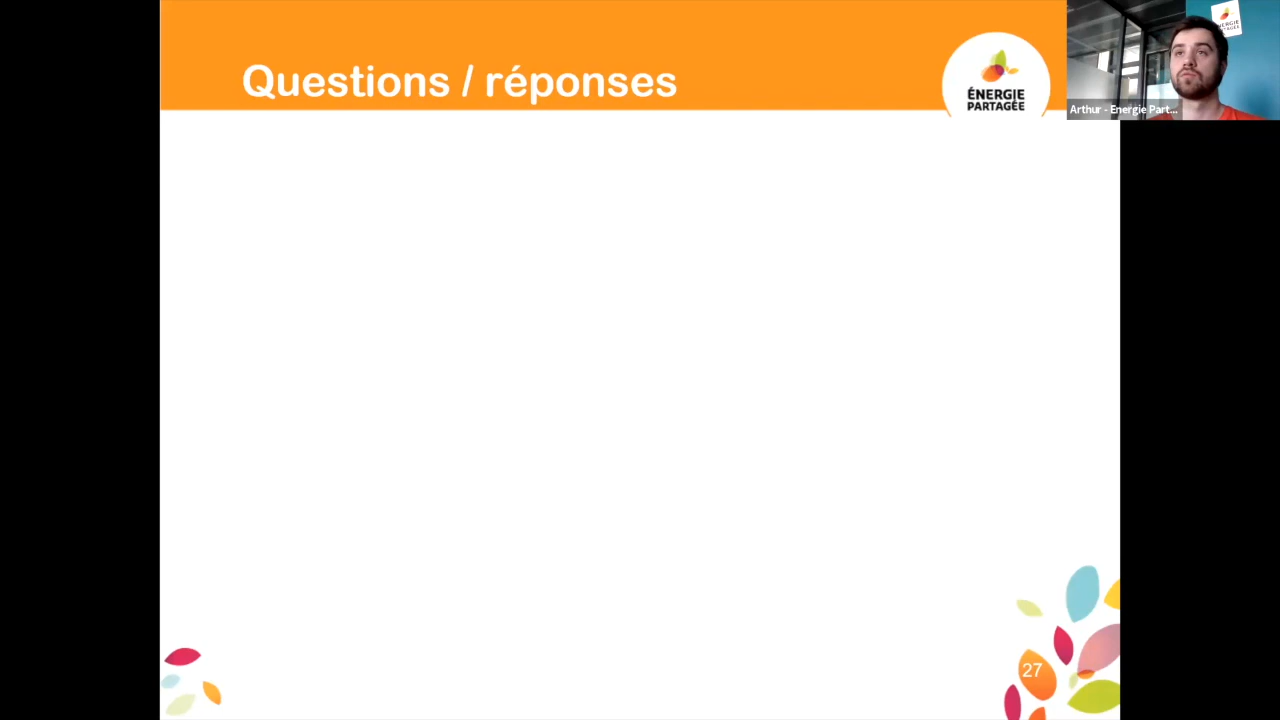 Questions / réponses
ÉNERGIE
PARTAGÉE
Arthur - Energie Part...
27